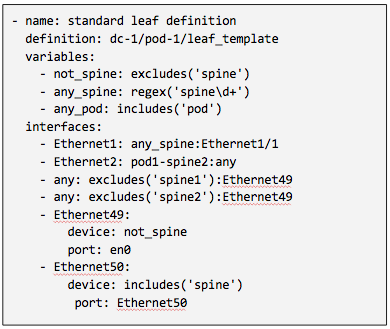 - name: standard leaf definition
  definition: dc-1/pod-1/leaf_template
  variables:
    - not_spine: excludes('spine')
    - any_spine: regex('spine\d+')
    - any_pod: includes('pod')
  interfaces:
    - Ethernet1: any_spine:Ethernet1/1
    - Ethernet2: pod1-spine2:any
    - any: excludes('spine1'):Ethernet49
    - any: excludes('spine2'):Ethernet49
    - Ethernet49:
        device: not_spine
        port: en0
    - Ethernet50:
        device: includes('spine')
         port: Ethernet50